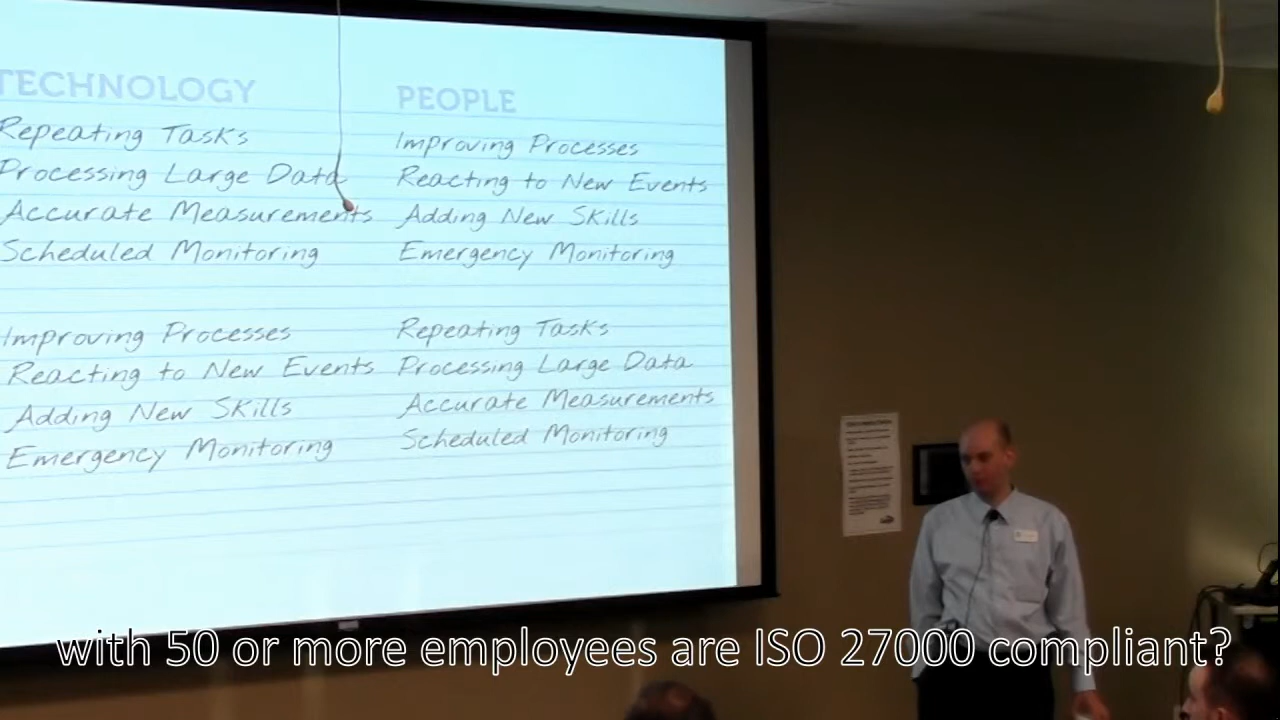 TECHNOLOGY
Repeating Tasks
Processing Large Data
Accurate Measurements
Scheduled Monitoring
Improving Processes
Reacting to New Events
Adding New Skills
Emergency Monitoring
PEOPLE
Improving Processes
Reacting to New Events
Adding New Skills
Emergency Monitoring
Repeating Tasks
Processing Large Data
Accurate Measurements
Scheduled Monitoring
with 50 or more employees are ISO 27000 compliant?